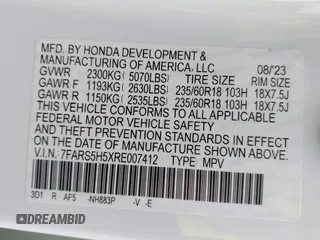 MFD. BY HONDA DEVELOPMENT &
MANUFACTURING OF AMERICA, LLC 08/'23
GVWR 2300KG( 5070LBS) TIRE SIZE RIM SIZE
GAWR F 1193KG( 2630LBS) 235/60R18 103H 18X7.5J
GAWR R 1150KG( 2535LBS) 235/60R18 103H 18X7.5J
THIS VEHICLE CONFORMS TO ALL APPLICABLE
FEDERAL MOTOR VEHICLE SAFETY STANDARDS IN EFFECT
ON THE DATE OF MANUFACTURE SHOWN ABOVE.
V.I.N.: 7FARS5H5XRE007412 TYPE: MPV
3D1 R AF5 -NH883P -V -E
DREAMBID
DREAMBID.COM